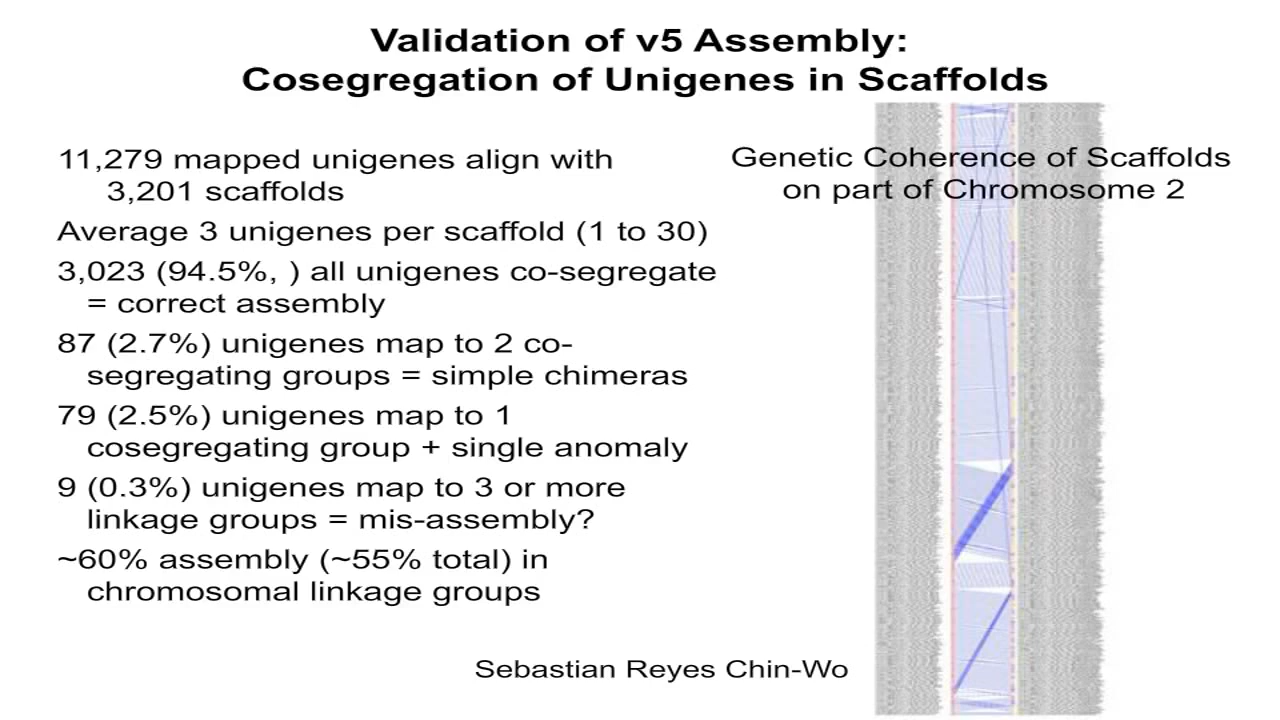 Validation of v5 Assembly:
Cosegregation of Unigenes in Scaffolds
11,279 mapped unigenes align with
3,201 scaffolds
Average 3 unigenes per scaffold (1 to 30)
3,023 (94.5%, ) all unigenes co-segregate
= correct assembly
87 (2.7%) unigenes map to 2 co-
segregating groups = simple chimeras
79 (2.5%) unigenes map to 1
cosegregating group + single anomaly
9 (0.3%) unigenes map to 3 or more
linkage groups = mis-assembly?
~60% assembly (~55% total) in
chromosomal linkage groups
Genetic Coherence of Scaffolds
on part of Chromosome 2
Sebastian Reyes Chin-Wo